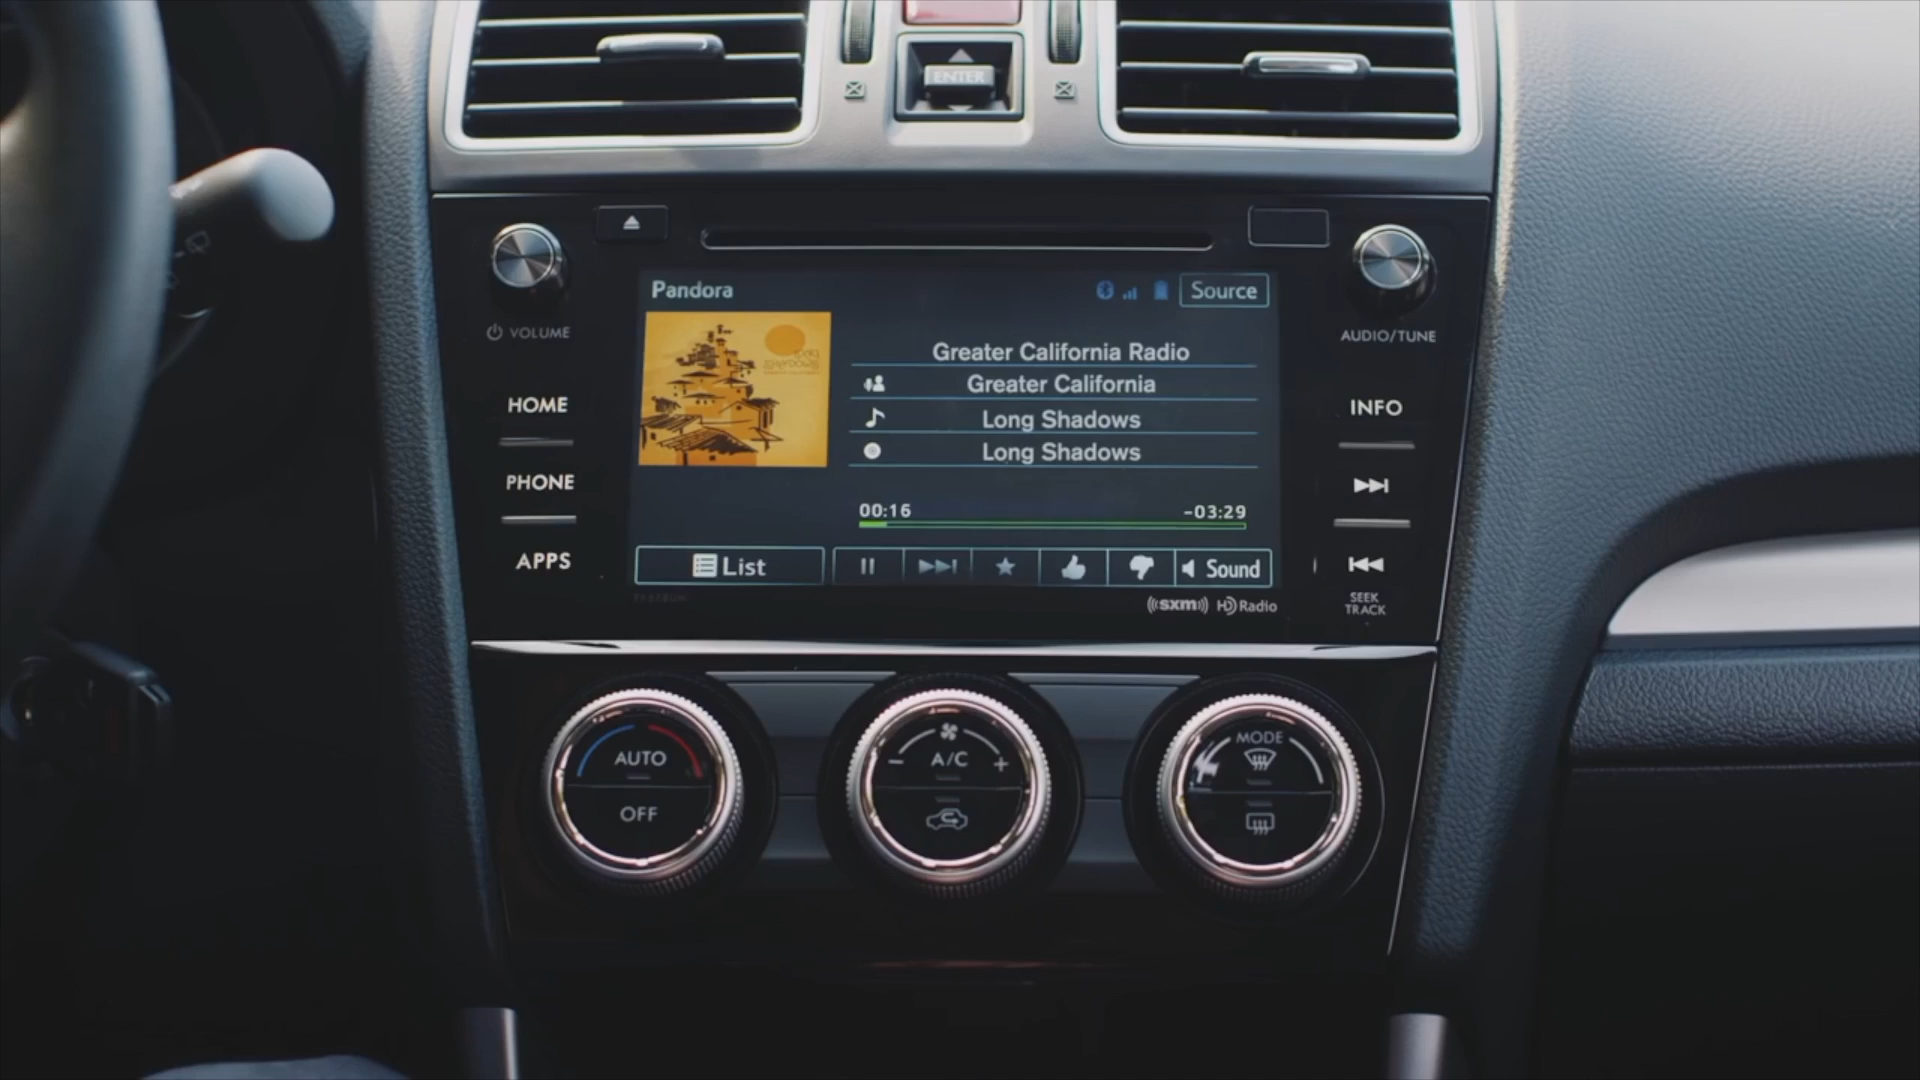 ENTER
Pandora
Source
VOLUME
AUDIO/TUNE
Greater California Radio
Greater California
HOME
INFO
Long Shadows
Long Shadows
PHONE
00:16
-03:29
APPS
List
Sound
SEEK
TRACK
((sxm)) HD Radio
MODE
AUTO
A/C
OFF